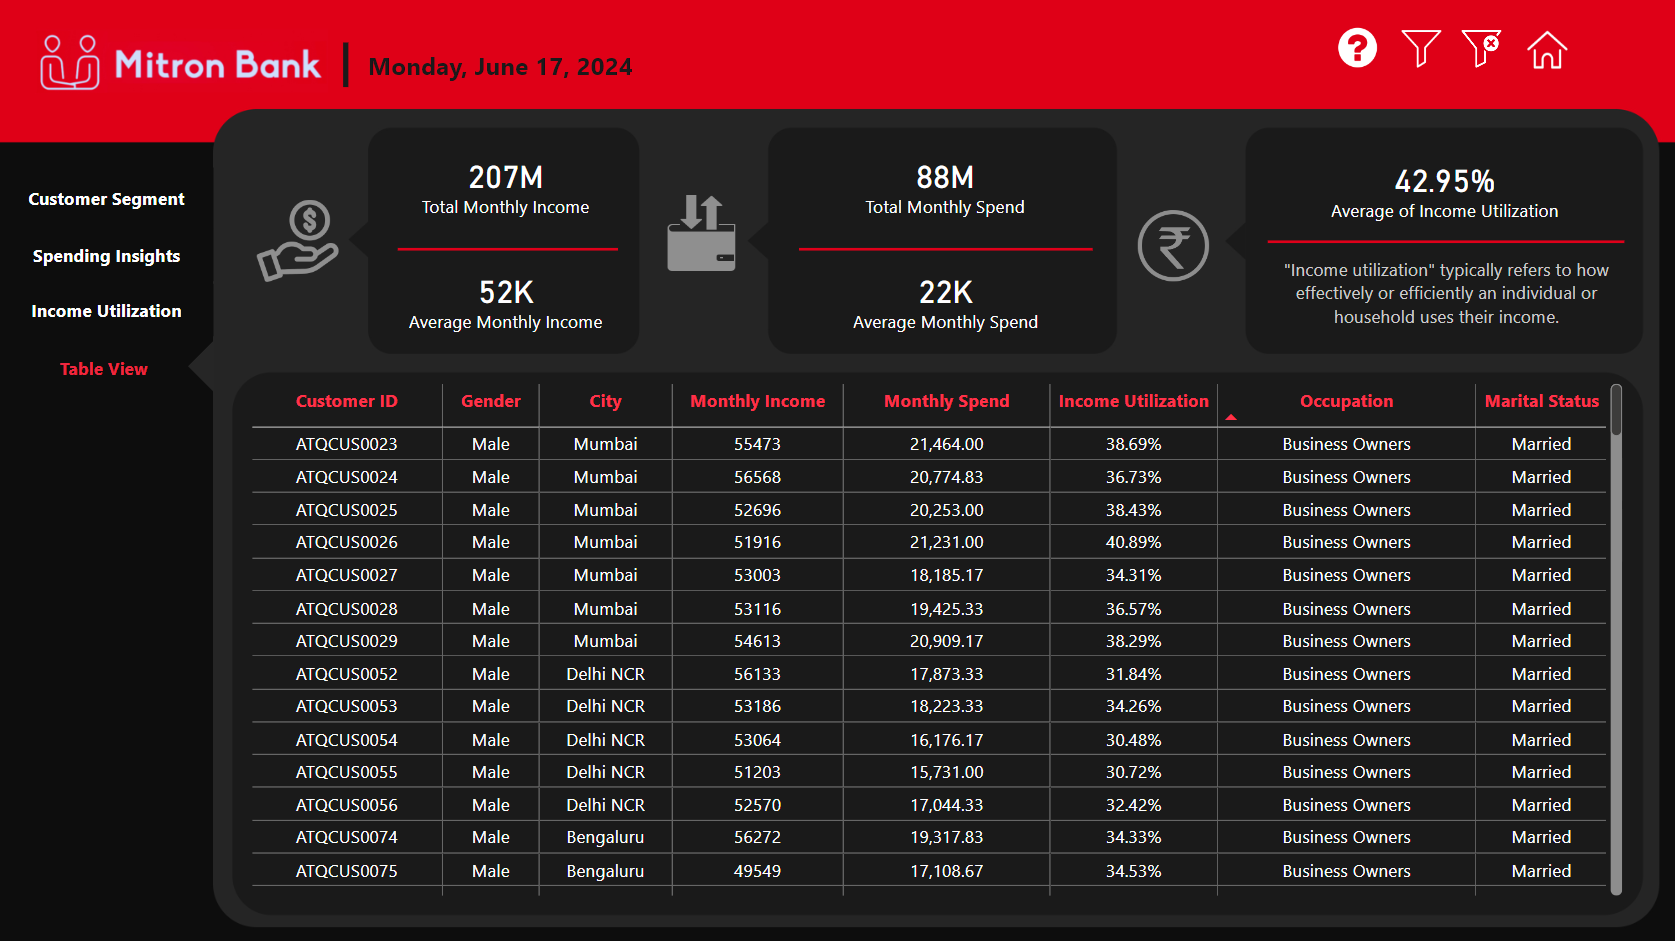 Mitron Bank
Monday, June 17, 2024
?
Customer Segment
Spending Insights
Income Utilization
Table View
$
207M
Total Monthly Income
52K
Average Monthly Income
88M
Total Monthly Spend
22K
Average Monthly Spend
₹
42.95%
Average of Income Utilization
"Income utilization" typically refers to how
effectively or efficiently an individual or
household uses their income.
Customer ID Gender City Monthly Income Monthly Spend Income Utilization Occupation Marital Status
ATQCUS0023 Male Mumbai 55473 21,464.00 38.69% Business Owners Married
ATQCUS0024 Male Mumbai 56568 20,774.83 36.73% Business Owners Married
ATQCUS0025 Male Mumbai 52696 20,253.00 38.43% Business Owners Married
ATQCUS0026 Male Mumbai 51916 21,231.00 40.89% Business Owners Married
ATQCUS0027 Male Mumbai 53003 18,185.17 34.31% Business Owners Married
ATQCUS0028 Male Mumbai 53116 19,425.33 36.57% Business Owners Married
ATQCUS0029 Male Mumbai 54613 20,909.17 38.29% Business Owners Married
ATQCUS0052 Male Delhi NCR 56133 17,873.33 31.84% Business Owners Married
ATQCUS0053 Male Delhi NCR 53186 18,223.33 34.26% Business Owners Married
ATQCUS0054 Male Delhi NCR 53064 16,176.17 30.48% Business Owners Married
ATQCUS0055 Male Delhi NCR 51203 15,731.00 30.72% Business Owners Married
ATQCUS0056 Male Delhi NCR 52570 17,044.33 32.42% Business Owners Married
ATQCUS0074 Male Bengaluru 56272 19,317.83 34.33% Business Owners Married
ATQCUS0075 Male Bengaluru 49549 17,108.67 34.53% Business Owners Married